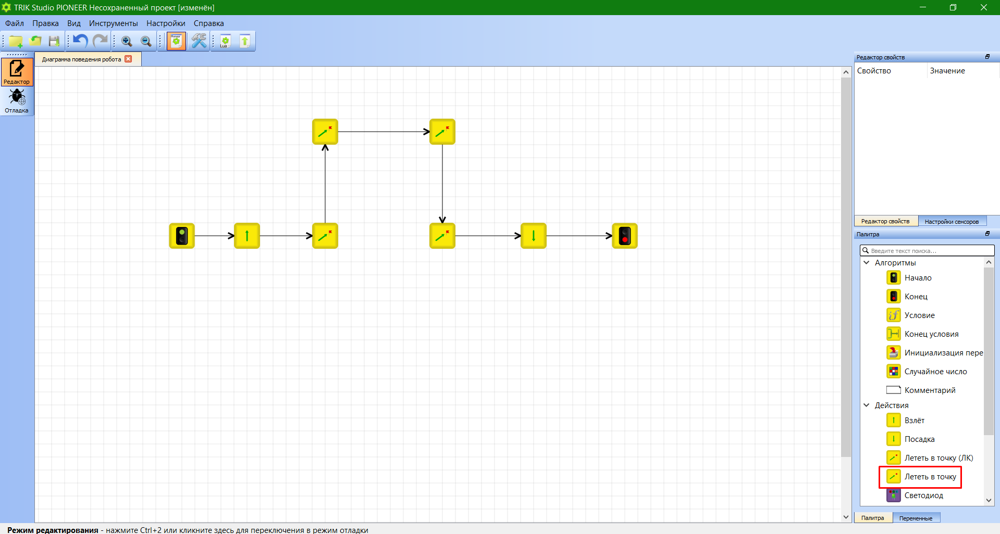 TRIK Studio PIONEER Несохраненный проект [изменён]
Файл Правка Вид Инструменты Настройки Справка
Pioneer
Lua
Редактор
Отладка
Диаграмма поведения робота
Редактор свойств
Свойство Значение
Редактор свойств Настройки сенсоров
Палитра
Введите текст поиска...
Алгоритмы
Начало
Конец
if Условие
Конец условия
Инициализация пере
Случайное число
Комментарий
Действия
Взлёт
Посадка
Лететь в точку (ЛК)
Лететь в точку
Светодиод
Палитра Переменные
Режим редактирования - нажмите Ctrl+2 или кликните здесь для переключения в режим отладки